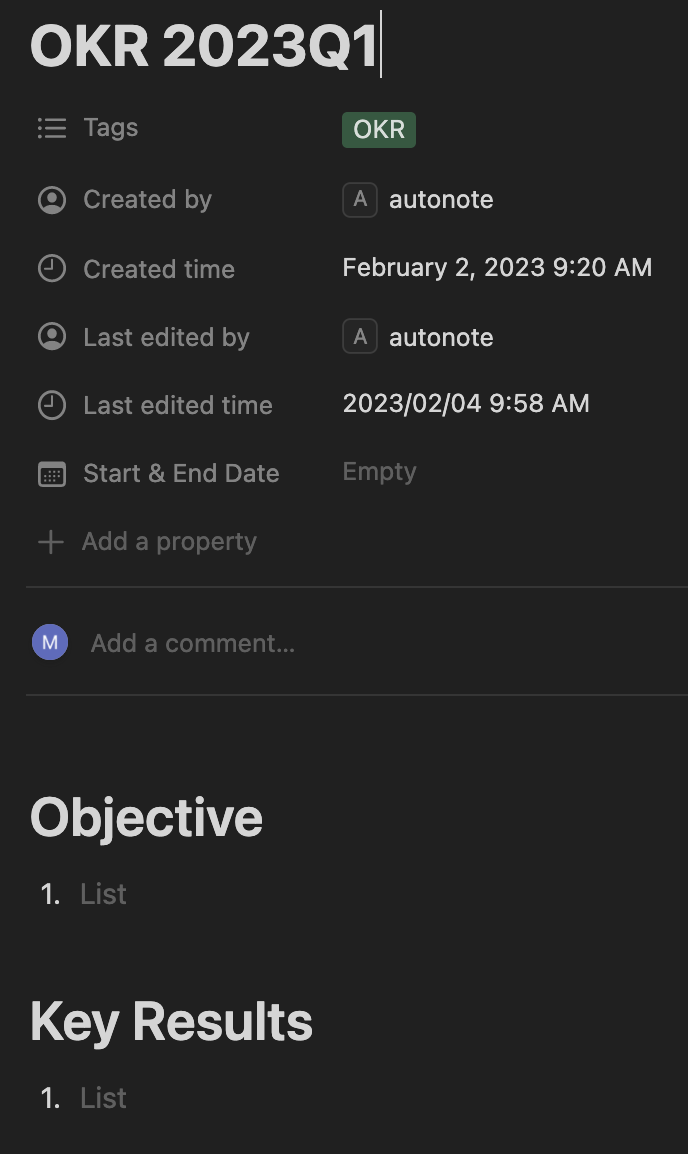 OKR 2023Q1
Tags OKR
Created by A autonote
Created time February 2, 2023 9:20 AM
Last edited by A autonote
Last edited time 2023/02/04 9:58 AM
Start & End Date Empty
Add a property
M Add a comment...
Objective
1. List
Key Results
1. List